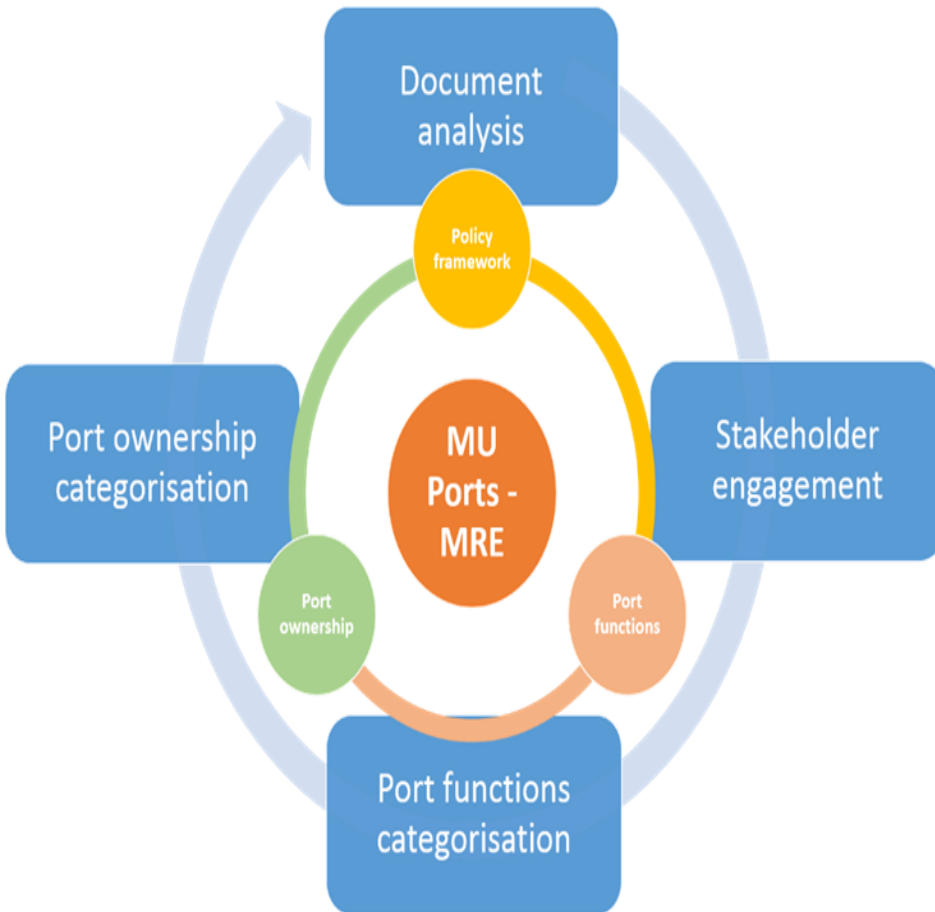 Document
analysis
Policy
framework
Port ownership
categorisation
MU
Ports -
MRE
Stakeholder
engagement
Port
ownership
Port
functions
Port functions
categorisation